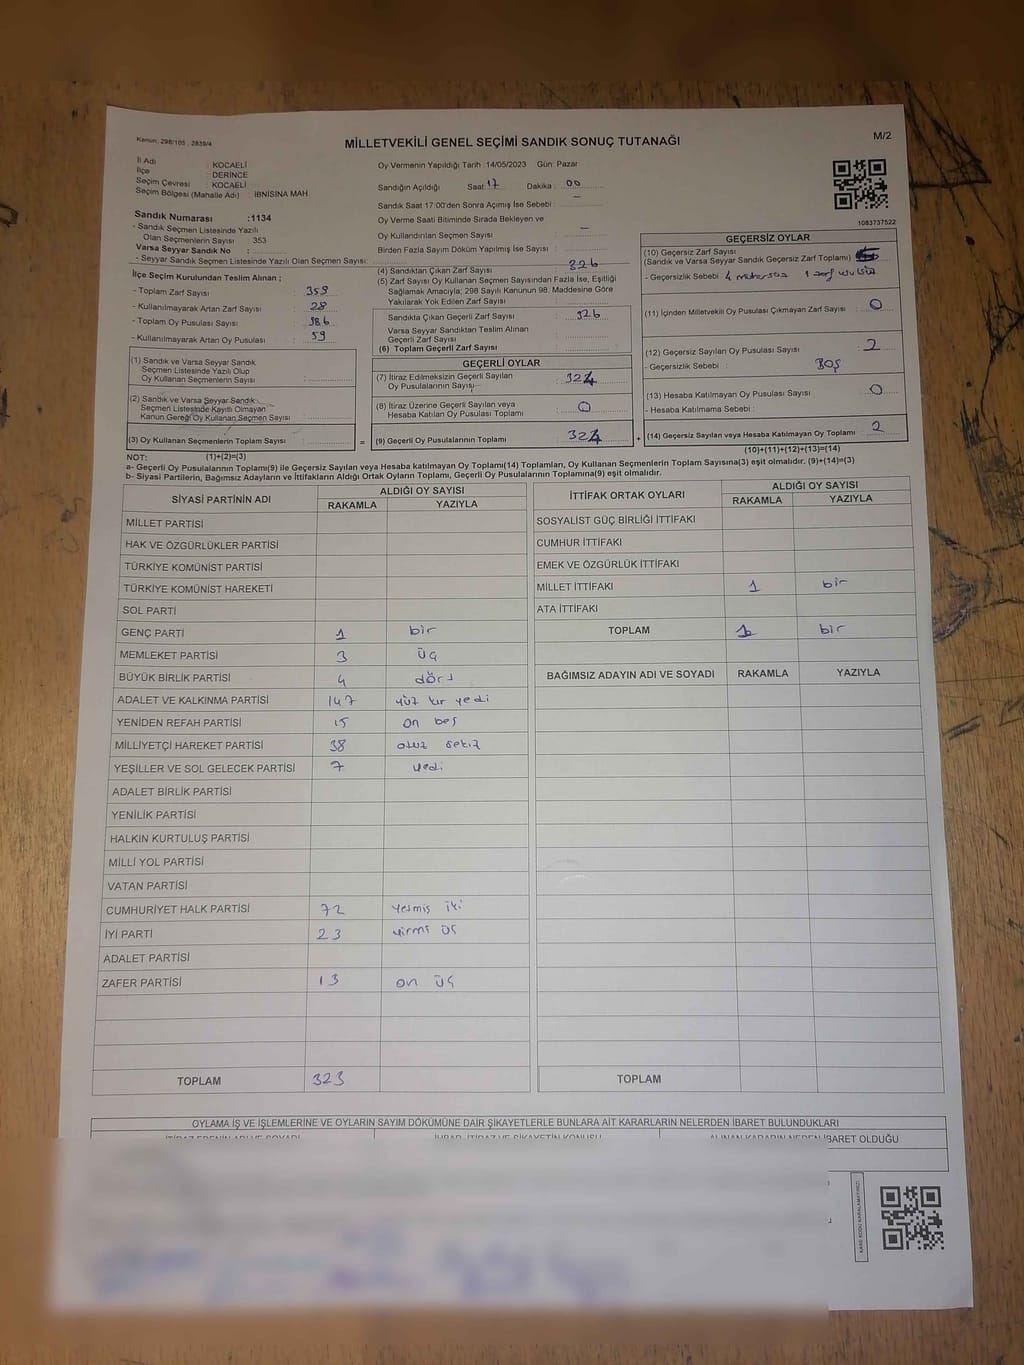 Kanun, 298/105 , 2839/4
MİLLETVEKİLİ GENEL SEÇİMİ SANDIK SONUÇ TUTANAĞI
M/2
İl Adı : KOCAELİ
İlçe : DERİNCE
Seçim Çevresi : KOCAELİ
Seçim Bölgesi (Mahalle Adı) : İBNİSİNA MAH
Sandık Numarası :1134
- Sandık Seçmen Listesinde Yazılı
Olan Seçmenlerin Sayısı : 353
Varsa Seyyar Sandık No :
- Seyyar Sandık Seçmen Listesinde Yazılı Olan Seçmen Sayısı:
İlçe Seçim Kurulundan Teslim Alınan ;
- Toplam Zarf Sayısı : 359
- Kullanılmayarak Artan Zarf Sayısı : 28
- Toplam Oy Pusulası Sayısı : 386
- Kullanılmayarak Artan Oy Pusulası : 59
(1) Sandık ve Varsa Seyyar Sandık
Seçmen Listesinde Yazılı Olup
Oy Kullanan Seçmenlerin Sayısı :
(2) Sandık ve Varsa Seyyar Sandık
Seçmen Listesinde Kayıtlı Olmayan
Kanun Gereği Oy Kullanan Seçmen Sayısı
(3) Oy Kullanan Seçmenlerin Toplam Sayısı :
Oy Vermenin Yapıldığı Tarih :14/05/2023 Gün: Pazar
Sandığın Açıldığı Saat: 17 Dakika : 00
Sandık Saat 17:00'den Sonra Açımış İse Sebebi : –
Oy Verme Saati Bitiminde Sırada Bekleyen ve
Oy Kullandırılan Seçmen Sayısı : –
Birden Fazla Sayım Döküm Yapılmış İse Sayısı :
(4) Sandıktan Çıkan Zarf Sayısı : 326
(5) Zarf Sayısı Oy Kullanan Seçmen Sayısından Fazla İse, Eşitliği
Sağlamak Amacıyla; 298 Sayılı Kanunun 98. Maddesine Göre
Yakılarak Yok Edilen Zarf Sayısı :
Sandıkta Çıkan Geçerli Zarf Sayısı : 326
Varsa Seyyar Sandıktan Teslim Alınan
Geçerli Zarf Sayısı :
(6) Toplam Geçerli Zarf Sayısı :
GEÇERLİ OYLAR
(7) İtiraz Edilmeksizin Geçerli Sayılan
Oy Pusulalarının Sayısı : 324
(8) İtiraz Üzerine Geçerli Sayılan veya
Hesaba Katılan Oy Pusulaları Toplamı : 0
= (9) Geçerli Oy Pusulalarının Toplamı : 324 +
1083737522
GEÇERSİZ OYLAR
(10) Geçersiz Zarf Sayısı
(Sandık ve Varsa Seyyar Sandık Geçersiz Zarf Toplamı) :
- Geçersizlik Sebebi : 4 mühürsüz 1 zarf
(11) İçinden Milletvekili Oy Pusulası Çıkmayan Zarf Sayısı : 0
(12) Geçersiz Sayılan Oy Pusulası Sayısı : 2
- Geçersizlik Sebebi : BOŞ
(13) Hesaba Katılmayan Oy Pusulası Sayısı : 0
- Hesaba Katılmama Sebebi :
(14) Geçersiz Sayılan veya Hesaba Katılmayan Oy Toplamı : 2
NOT: (1)+(2)=(3)
(10)+(11)+(12)+(13)=(14)
a- Geçerli Oy Pusulalarının Toplamı(9) ile Geçersiz Sayılan veya Hesaba katılmayan Oy Toplamı(14) Toplamları, Oy Kullanan Seçmenlerin Toplam Sayısına(3) eşit olmalıdır. (9)+(14)=(3)
b- Siyasi Partilerin, Bağımsız Adayların ve İttifakların Aldığı Ortak Oyların Toplamı, Geçerli Oy Pusulalarının Toplamına(9) eşit olmalıdır.
SİYASİ PARTİNİN ADI ALDIĞI OY SAYISI
RAKAMLA YAZIYLA
MİLLET PARTİSİ
HAK VE ÖZGÜRLÜKLER PARTİSİ
TÜRKİYE KOMÜNİST PARTİSİ
TÜRKİYE KOMÜNİST HAREKETİ
SOL PARTİ
GENÇ PARTİ 1 bir
MEMLEKET PARTİSİ 3 üç
BÜYÜK BİRLİK PARTİSİ 4 dört
ADALET VE KALKINMA PARTİSİ 147 yüz kır yedi
YENİDEN REFAH PARTİSİ 15 on beş
MİLLİYETÇİ HAREKET PARTİSİ 38 otuz sekiz
YEŞİLLER VE SOL GELECEK PARTİSİ 7 yedi
ADALET BİRLİK PARTİSİ
YENİLİK PARTİSİ
HALKIN KURTULUŞ PARTİSİ
MİLLİ YOL PARTİSİ
VATAN PARTİSİ
CUMHURİYET HALK PARTİSİ 72 yetmiş iki
İYİ PARTİ 23 yirmi üç
ADALET PARTİSİ
ZAFER PARTİSİ 13 on üç
TOPLAM 323
İTTİFAK ORTAK OYLARI ALDIĞI OY SAYISI
RAKAMLA YAZIYLA
SOSYALİST GÜÇ BİRLİĞİ İTTİFAKI
CUMHUR İTTİFAKI
EMEK VE ÖZGÜRLÜK İTTİFAKI
MİLLET İTTİFAKI 1 bir
ATA İTTİFAKI
TOPLAM 1 bir
BAĞIMSIZ ADAYIN ADI VE SOYADI RAKAMLA YAZIYLA
TOPLAM
OYLAMA İŞ VE İŞLEMLERİNE VE OYLARIN SAYIM DÖKÜMÜNE DAİR ŞİKAYETLERLE BUNLARA AİT KARARLARIN NELERDEN İBARET BULUNDUKLARI
İTİRAZ EDENİN ADI VE SOYADI İHBAR, İTİRAZ VE ŞİKAYETİN KONUSU ALINAN KARARIN NEDEN İBARET OLDUĞU
KARE KODU KARALAMAYINIZ!